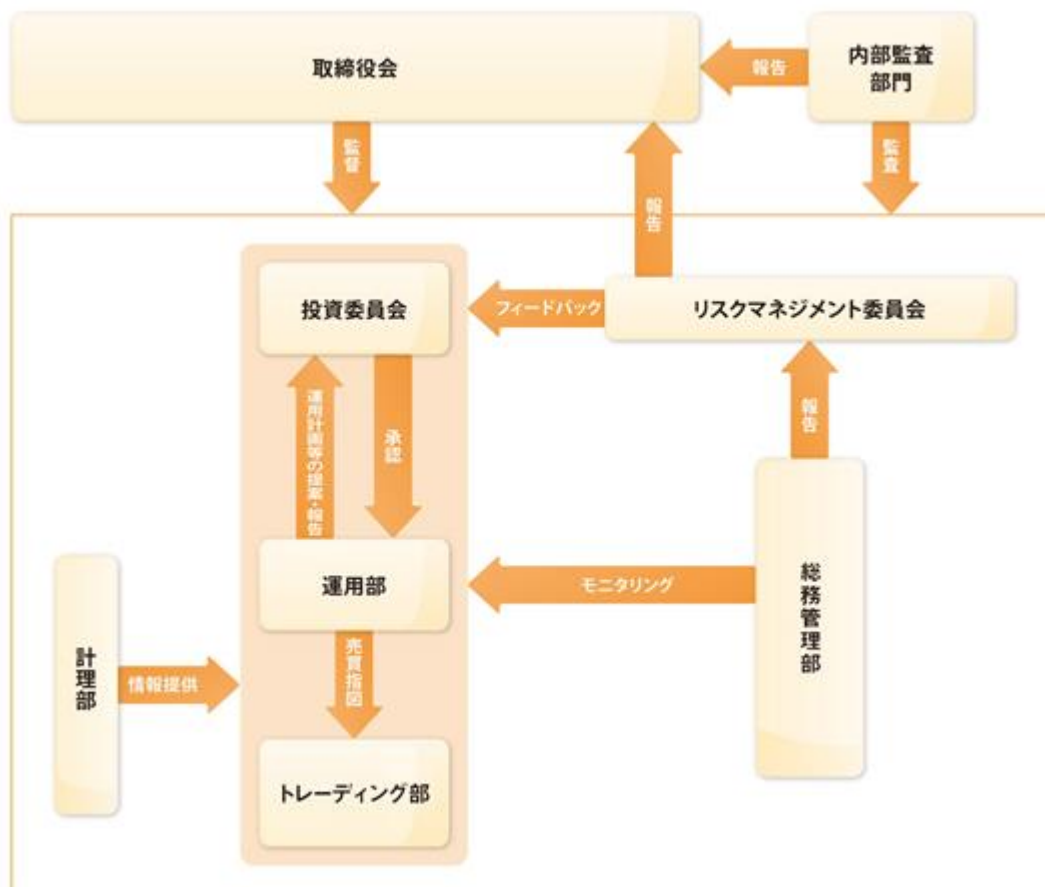 取締役会
報告
内部監査
部門
監督
監査
報告
投資委員会
フィードバック
リスクマネジメント委員会
運用計画等の提案・報告
承認
報告
運用部
モニタリング
総務管理部
計理部
情報提供
売買指図
トレーディング部